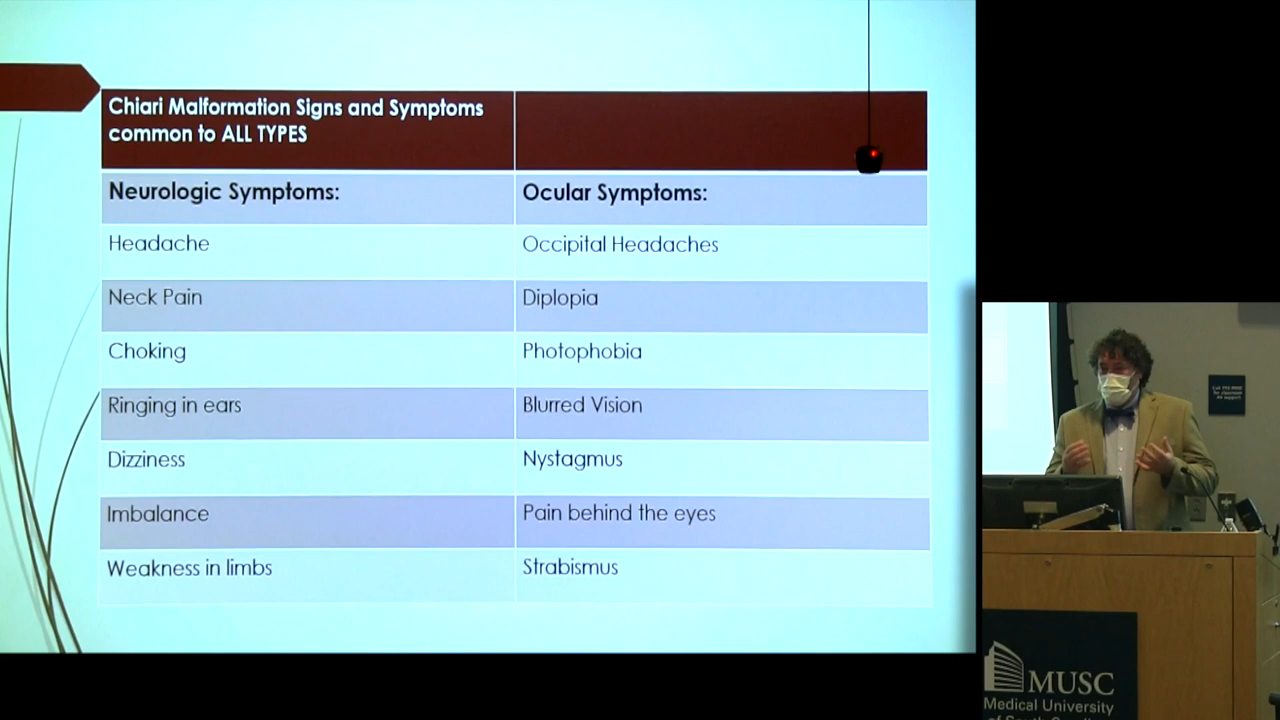 Chiari Malformation Signs and Symptoms
common to ALL TYPES
Neurologic Symptoms:
Ocular Symptoms:
Headache
Occipital Headaches
Neck Pain
Diplopia
Choking
Photophobia
Ringing in ears
Blurred Vision
Dizziness
Nystagmus
Imbalance
Pain behind the eyes
Weakness in limbs
Strabismus
MUSC
Medical University
of South